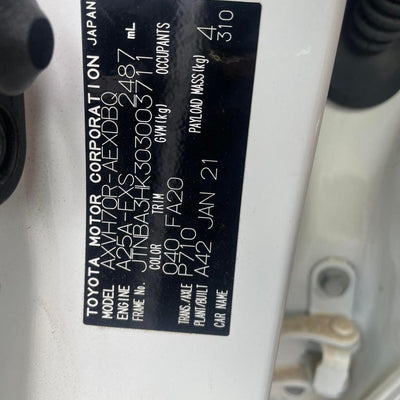 TOYOTA MOTOR CORPORATION JAPAN
MODEL AXVH70R-AEXDBQ
ENGINE A25A-FXS 2487 mL
FRAME No. JTNBA3HK303003711
COLOR TRIM GVM(kg) OCCUPANTS 4
040 FA20 PAYLOAD MASS(kg) 310
TRANS./AXLE P710
PLANT/BUILT A42 JAN 21
CAR NAME